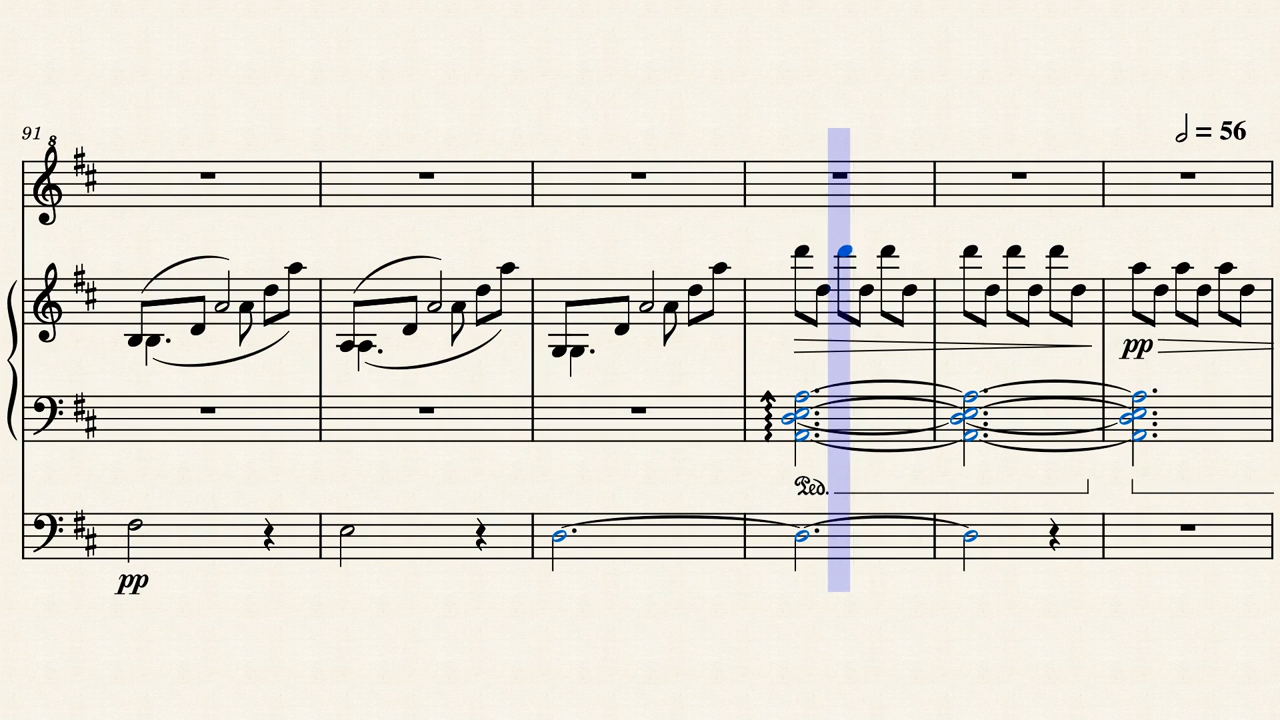 91
8
𝅗𝅥 = 56
pp
Ped.
pp